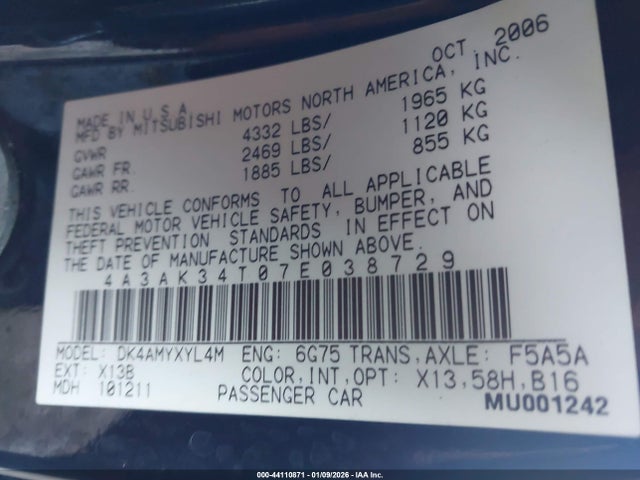 OCT. 2006
MADE IN U.S.A.
MFD BY MITSUBISHI MOTORS NORTH AMERICA, INC.
GVWR 4332 LBS/ 1965 KG
GAWR FR. 2469 LBS/ 1120 KG
GAWR RR. 1885 LBS/ 855 KG
THIS VEHICLE CONFORMS TO ALL APPLICABLE
FEDERAL MOTOR VEHICLE SAFETY, BUMPER, AND
THEFT PREVENTION STANDARDS IN EFFECT ON
THE DATE OF MANUFACTURE SHOWN ABOVE.
4A3AK34T07E038729
MODEL: DK4AMYXYL4M ENG: 6G75 TRANS,AXLE: F5A5A
EXT: X13B COLOR,INT,OPT: X13,58H,B16
MDH 101211 PASSENGER CAR
MU001242
000-44110871 - 01/09/2026 - IAA Inc.